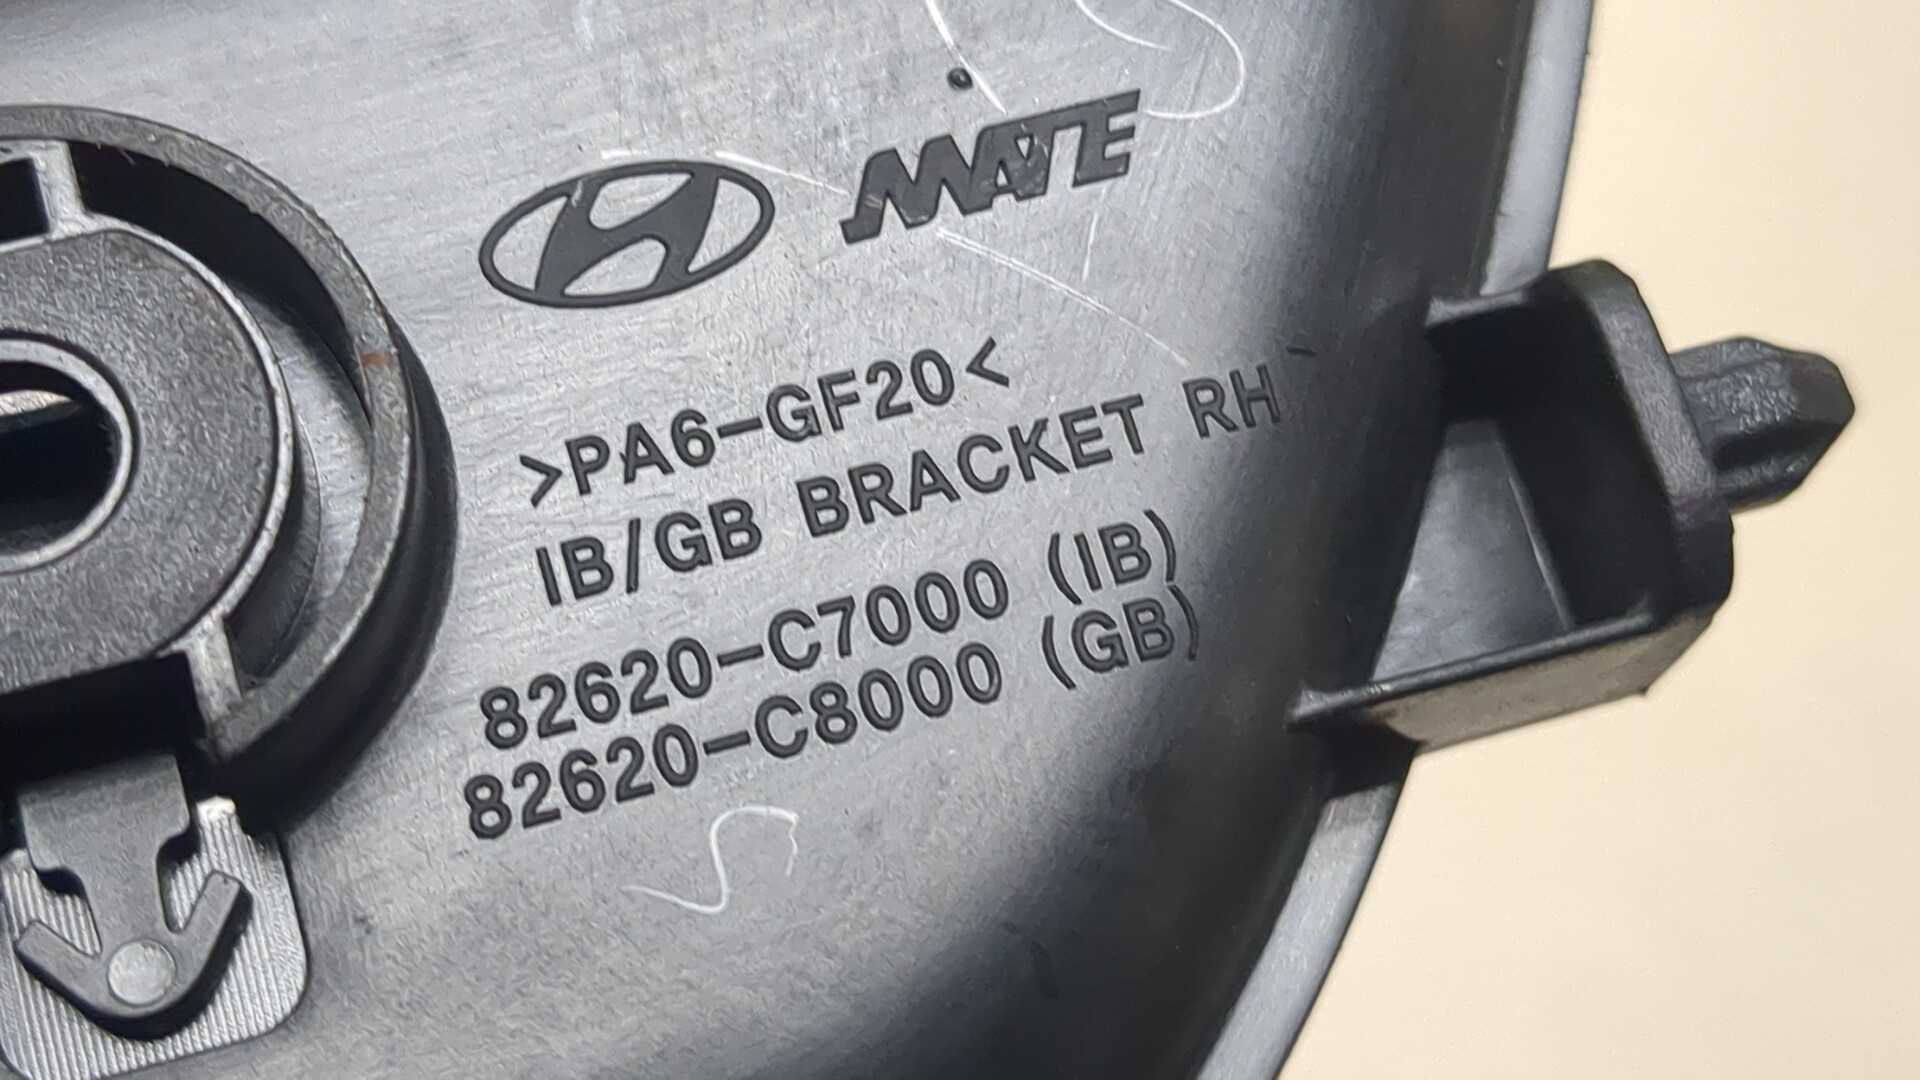 MATE
>PA6-GF20<
IB/GB BRACKET RH
82620-C7000 (IB)
82620-C8000 (GB)